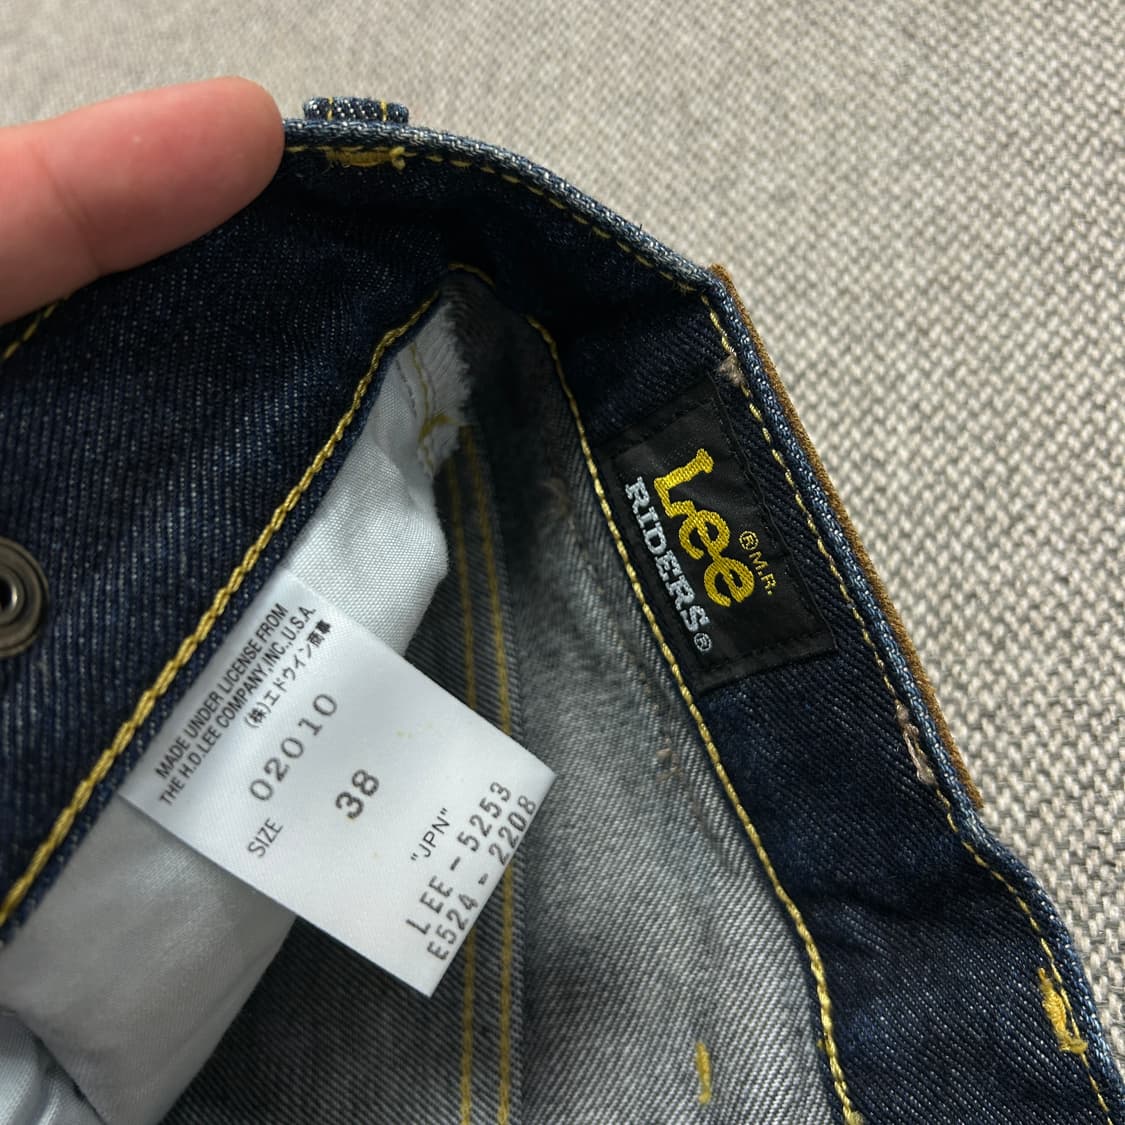 Lee
® M.R.
RIDERS®
MADE UNDER LICENSE FROM
THE H.D.LEE COMPANY,INC.,U.S.A.
(株)エドウイン商事
02010
SIZE 38
"JPN"
LEE-5253
E524-2208